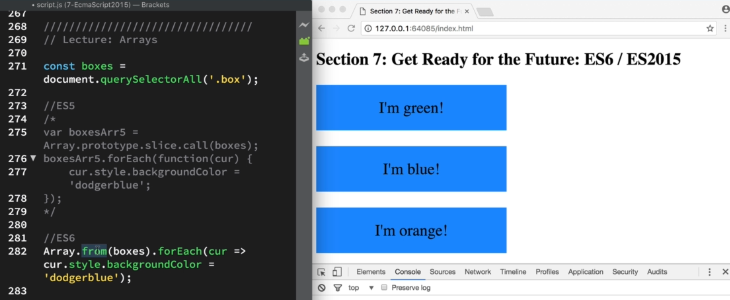 script.js (7-EcmaScript2015) — Brackets
267
268 /////////////////////////////////
269 // Lecture: Arrays
270
271 const boxes =
document.querySelectorAll('.box');
272
273 //ES5
274 /*
275 var boxesArr5 =
Array.prototype.slice.call(boxes);
276 boxesArr5.forEach(function(cur) {
277 cur.style.backgroundColor =
'dodgerblue';
278 });
279 */
280
281 //ES6
282 Array.from(boxes).forEach(cur =>
cur.style.backgroundColor =
'dodgerblue');
283
Section 7: Get Ready for the F
127.0.0.1:64085/index.html
Section 7: Get Ready for the Future: ES6 / ES2015
I'm green!
I'm blue!
I'm orange!
Elements Console Sources Network Timeline Profiles Application Security Audits
top Preserve log